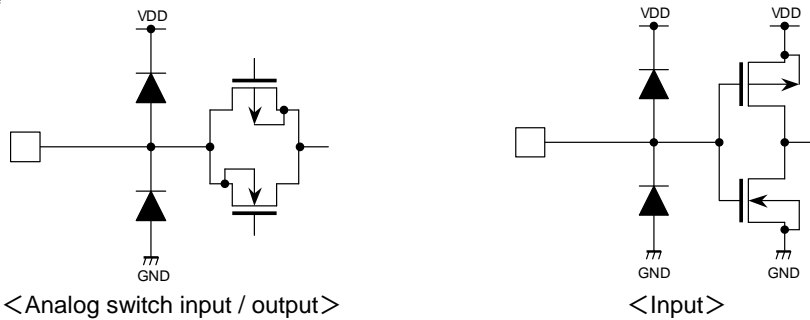 VDD
VDD
VDD
GND
GND
GND
＜Analog switch input / output＞
＜Input＞